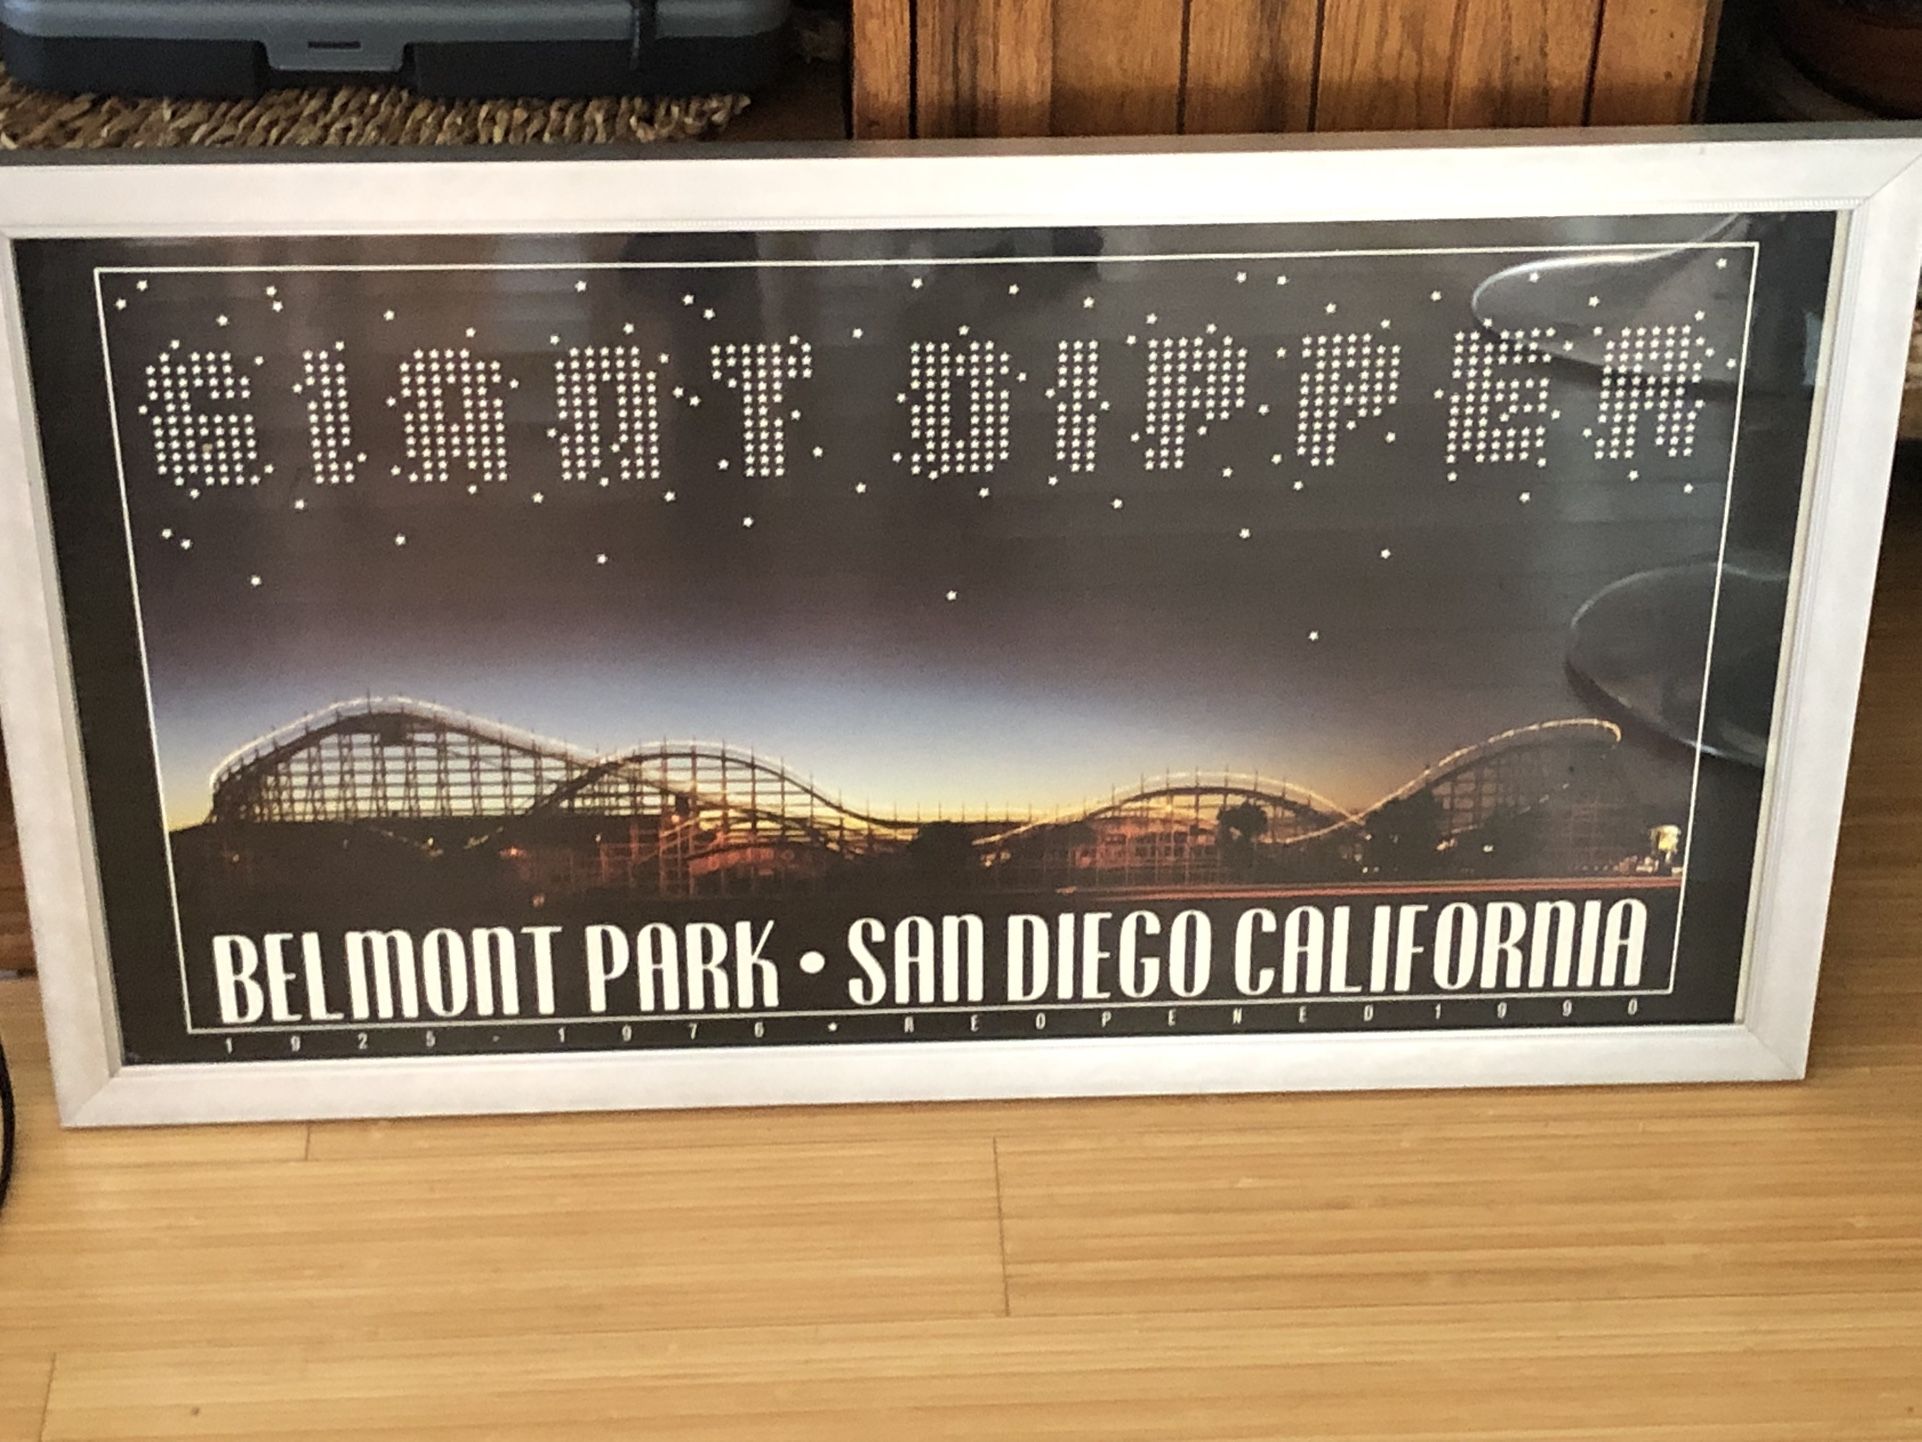 GIANT DIPPER
BELMONT PARK • SAN DIEGO CALIFORNIA
1925-1976 • REOPENED 1990